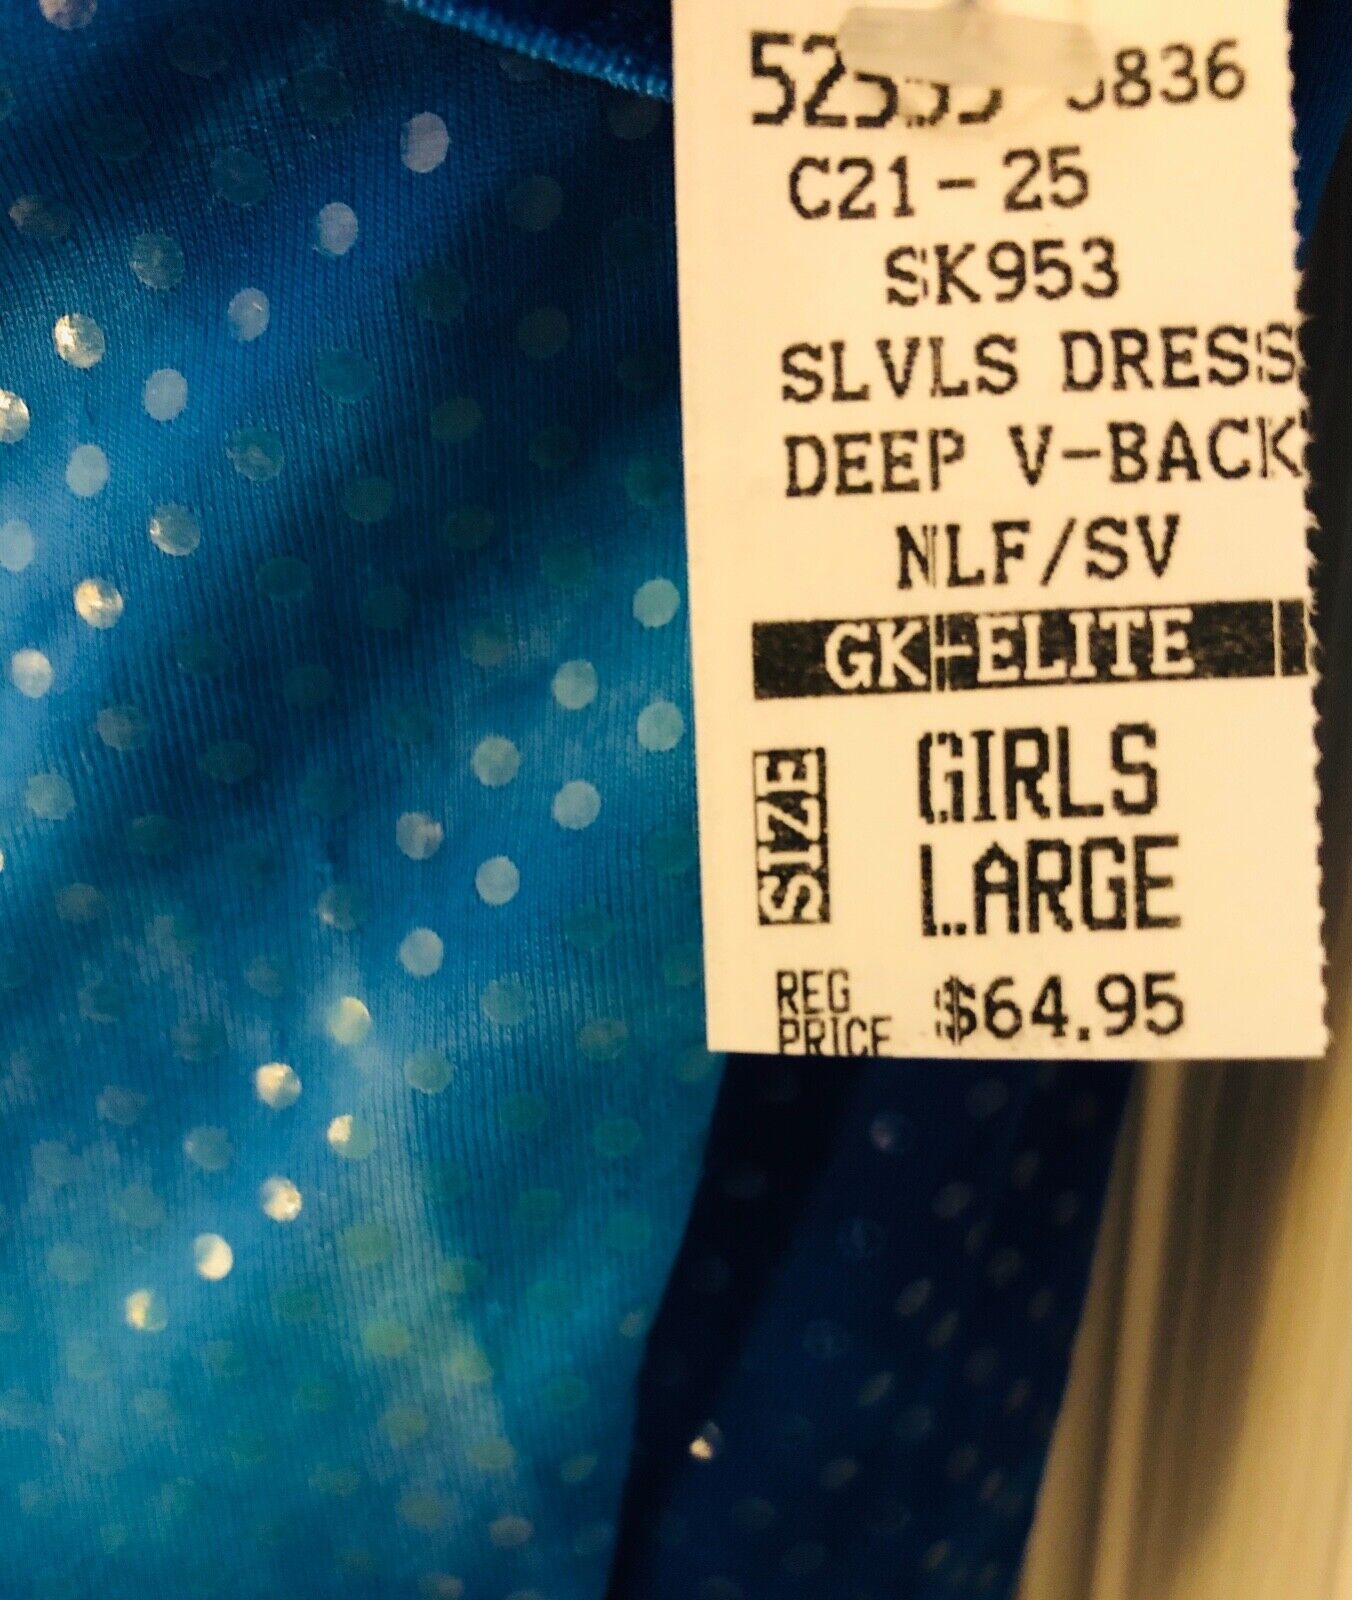 C21-25
SK953
SLVLS DRESS
DEEP V-BACK
NLF/SV
GK-ELITE
SIZE
GIRLS
LARGE
REG
PRICE $64.95